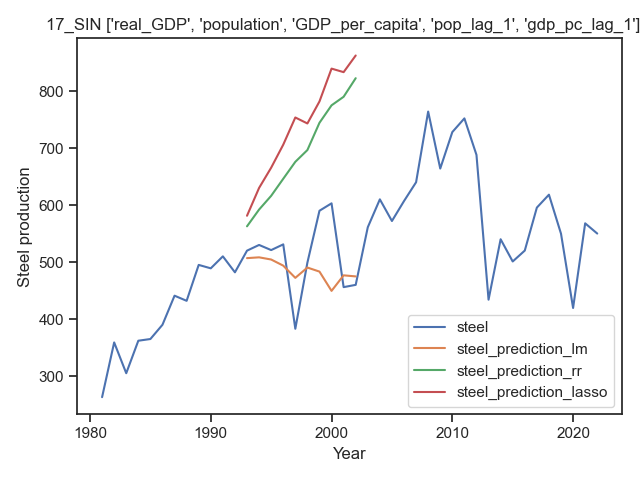 17_SIN ['real_GDP', 'population', 'GDP_per_capita', 'pop_lag_1', 'gdp_pc_lag_1']
800
700
600
500
400
300
Steel production
1980
1990
2000
2010
2020
Year
steel
steel_prediction_lm
steel_prediction_rr
steel_prediction_lasso